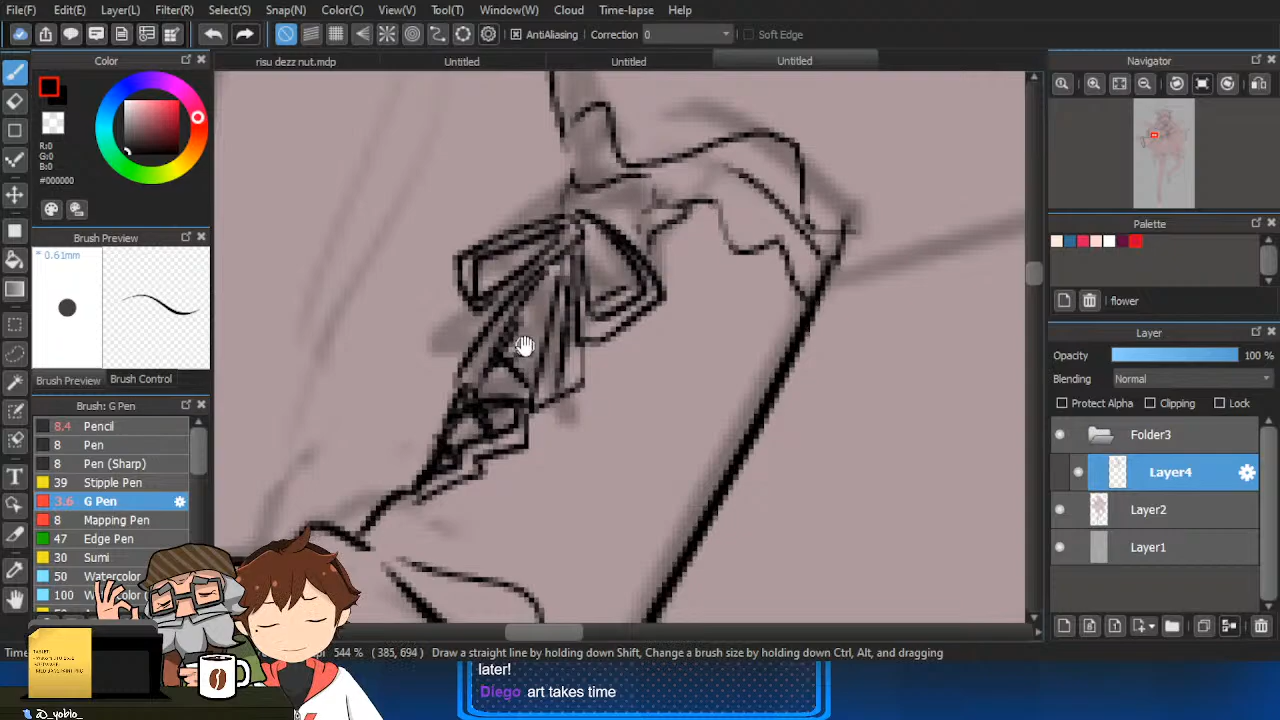 File(F) Edit(E) Layer(L) Filter(R) Select(S) Snap(N) Color(C) View(V) Tool(T) Window(W) Cloud Time-lapse Help
AntiAliasing Correction 0 Soft Edge
Color
risu dezz nut.mdp Untitled Untitled Untitled
Navigator
R:0
G:0
B:0
#000000
Brush Preview
* 0.61mm
Palette
flower
Layer
Opacity 100 %
Blending Normal
Protect Alpha Clipping Lock
Brush Preview Brush Control
Brush: G Pen
8.4 Pencil
8 Pen
8 Pen (Sharp)
39 Stipple Pen
3.6 G Pen
8 Mapping Pen
47 Edge Pen
30 Sumi
50 Watercolor
100 Watercolor
Folder3
Layer4
Layer2
Layer1
544 % ( 385, 694 ) Draw a straight line by holding down Shift, Change a brush size by holding down Ctrl, Alt, and dragging
later!
Diego art takes time